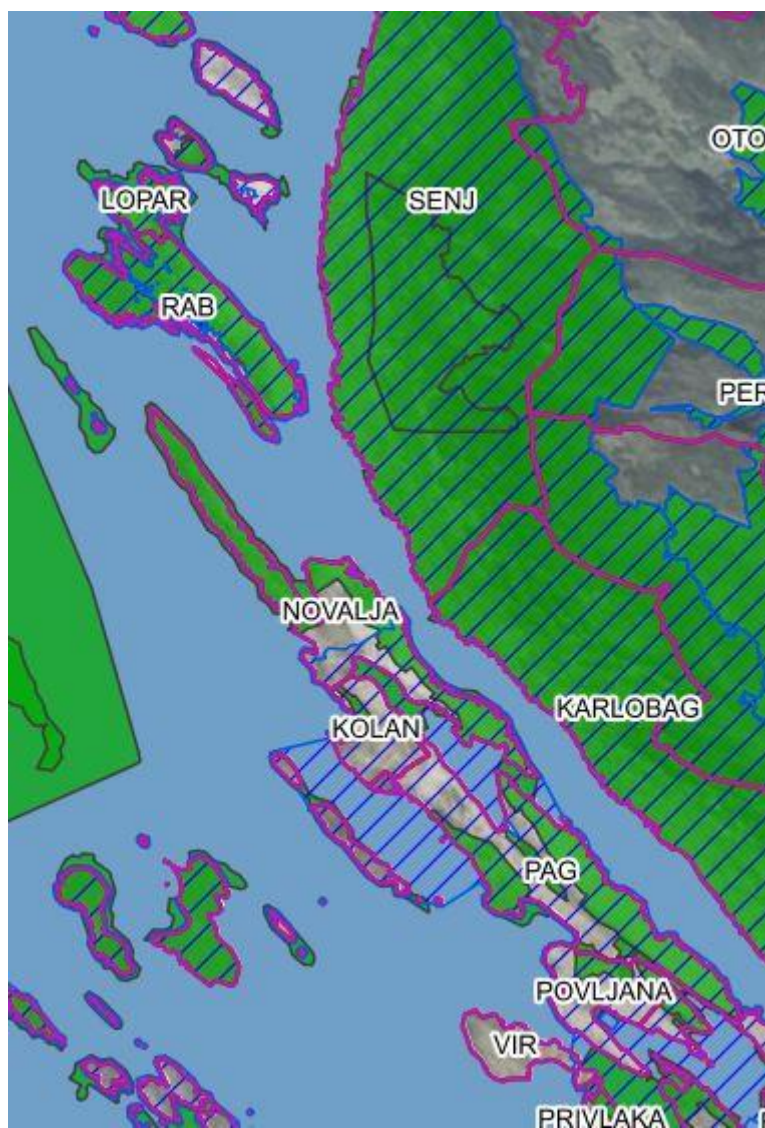 OTO
LOPAR
SENJ
RAB
PER
NOVALJA
KARLOBAG
KOLAN
PAG
POVLJANA
VIR
PRIVLAKA